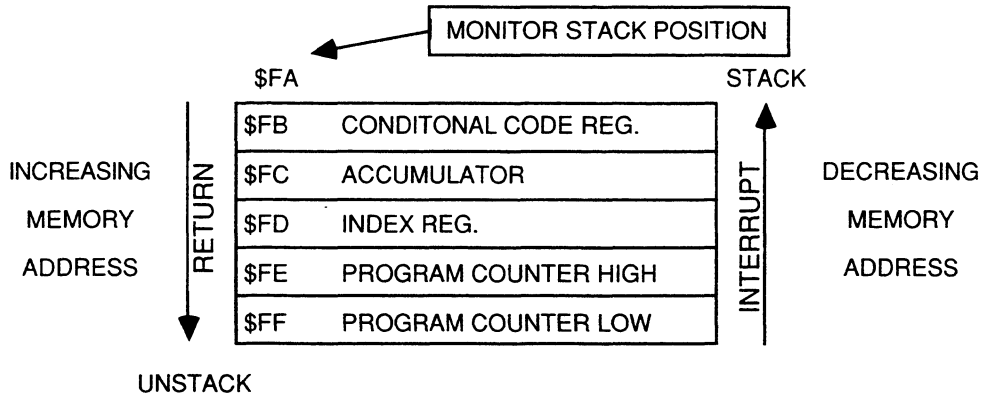 MONITOR STACK POSITION
$FA
STACK
$FB CONDITONAL CODE REG.
$FC ACCUMULATOR
$FD INDEX REG.
$FE PROGRAM COUNTER HIGH
$FF PROGRAM COUNTER LOW
INCREASING
MEMORY
ADDRESS
RETURN
INTERRUPT
DECREASING
MEMORY
ADDRESS
UNSTACK